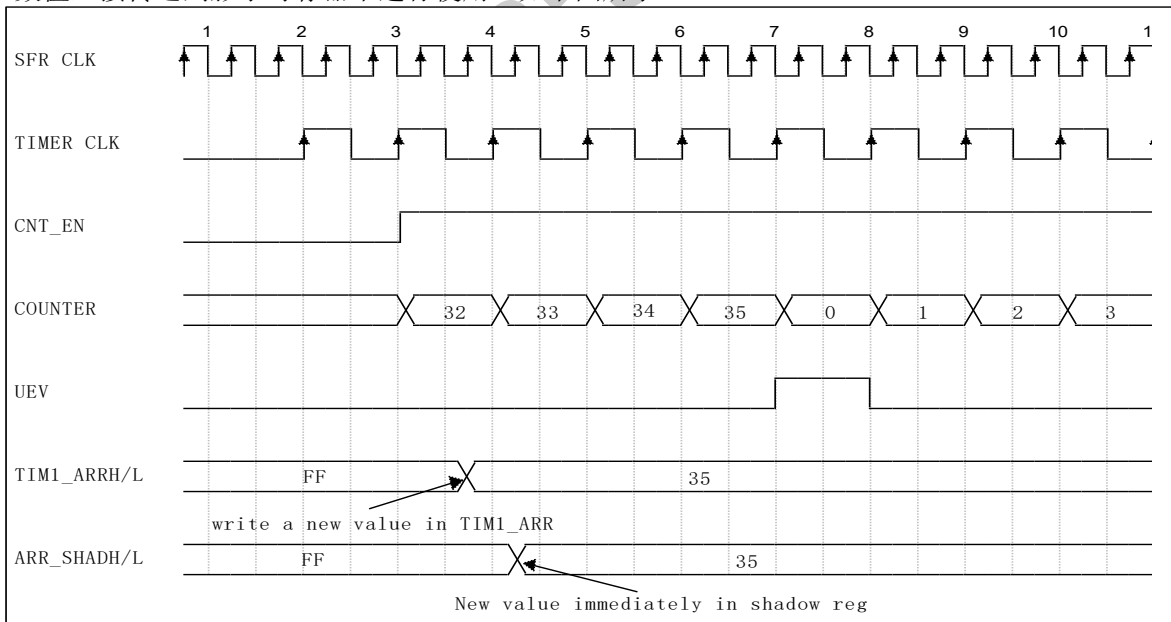 1 2 3 4 5 6 7 8 9 10 1
SFR CLK
TIMER CLK
CNT_EN
COUNTER 32 33 34 35 0 1 2 3
UEV
TIM1_ARRH/L FF 35
write a new value in TIM1_ARR
ARR_SHADH/L FF 35
New value immediately in shadow reg